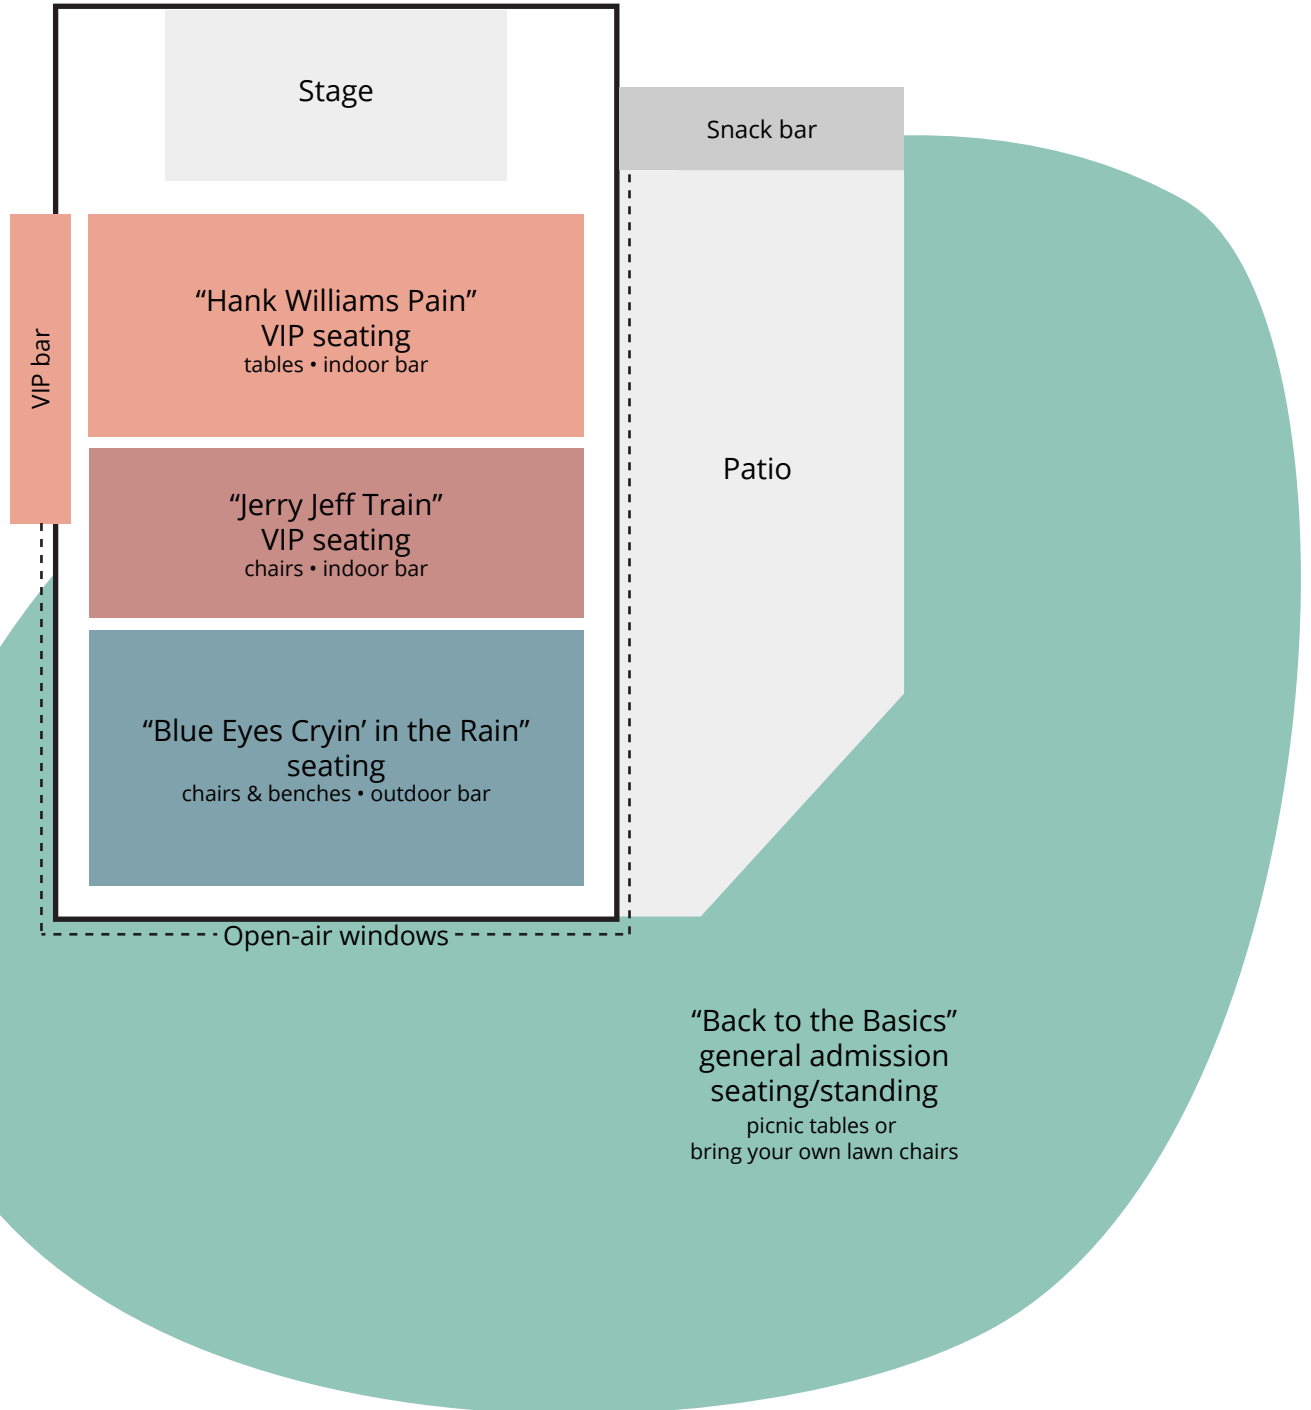 Stage
Snack bar
“Hank Williams Pain”
VIP seating
tables • indoor bar
VIP bar
“Jerry Jeff Train”
VIP seating
chairs • indoor bar
Patio
“Blue Eyes Cryin’ in the Rain”
seating
chairs & benches • outdoor bar
Open-air windows
“Back to the Basics”
general admission
seating/standing
picnic tables or
bring your own lawn chairs